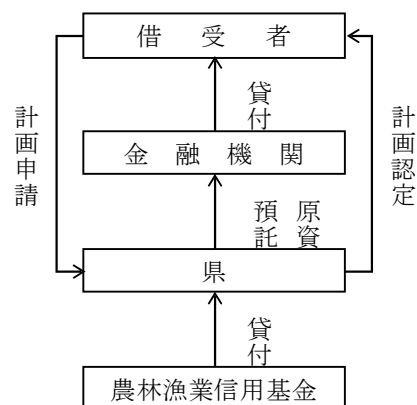 借受者
貸付
計画申請
計画認定
金融機関
原資
預託
県
貸付
農林漁業信用基金